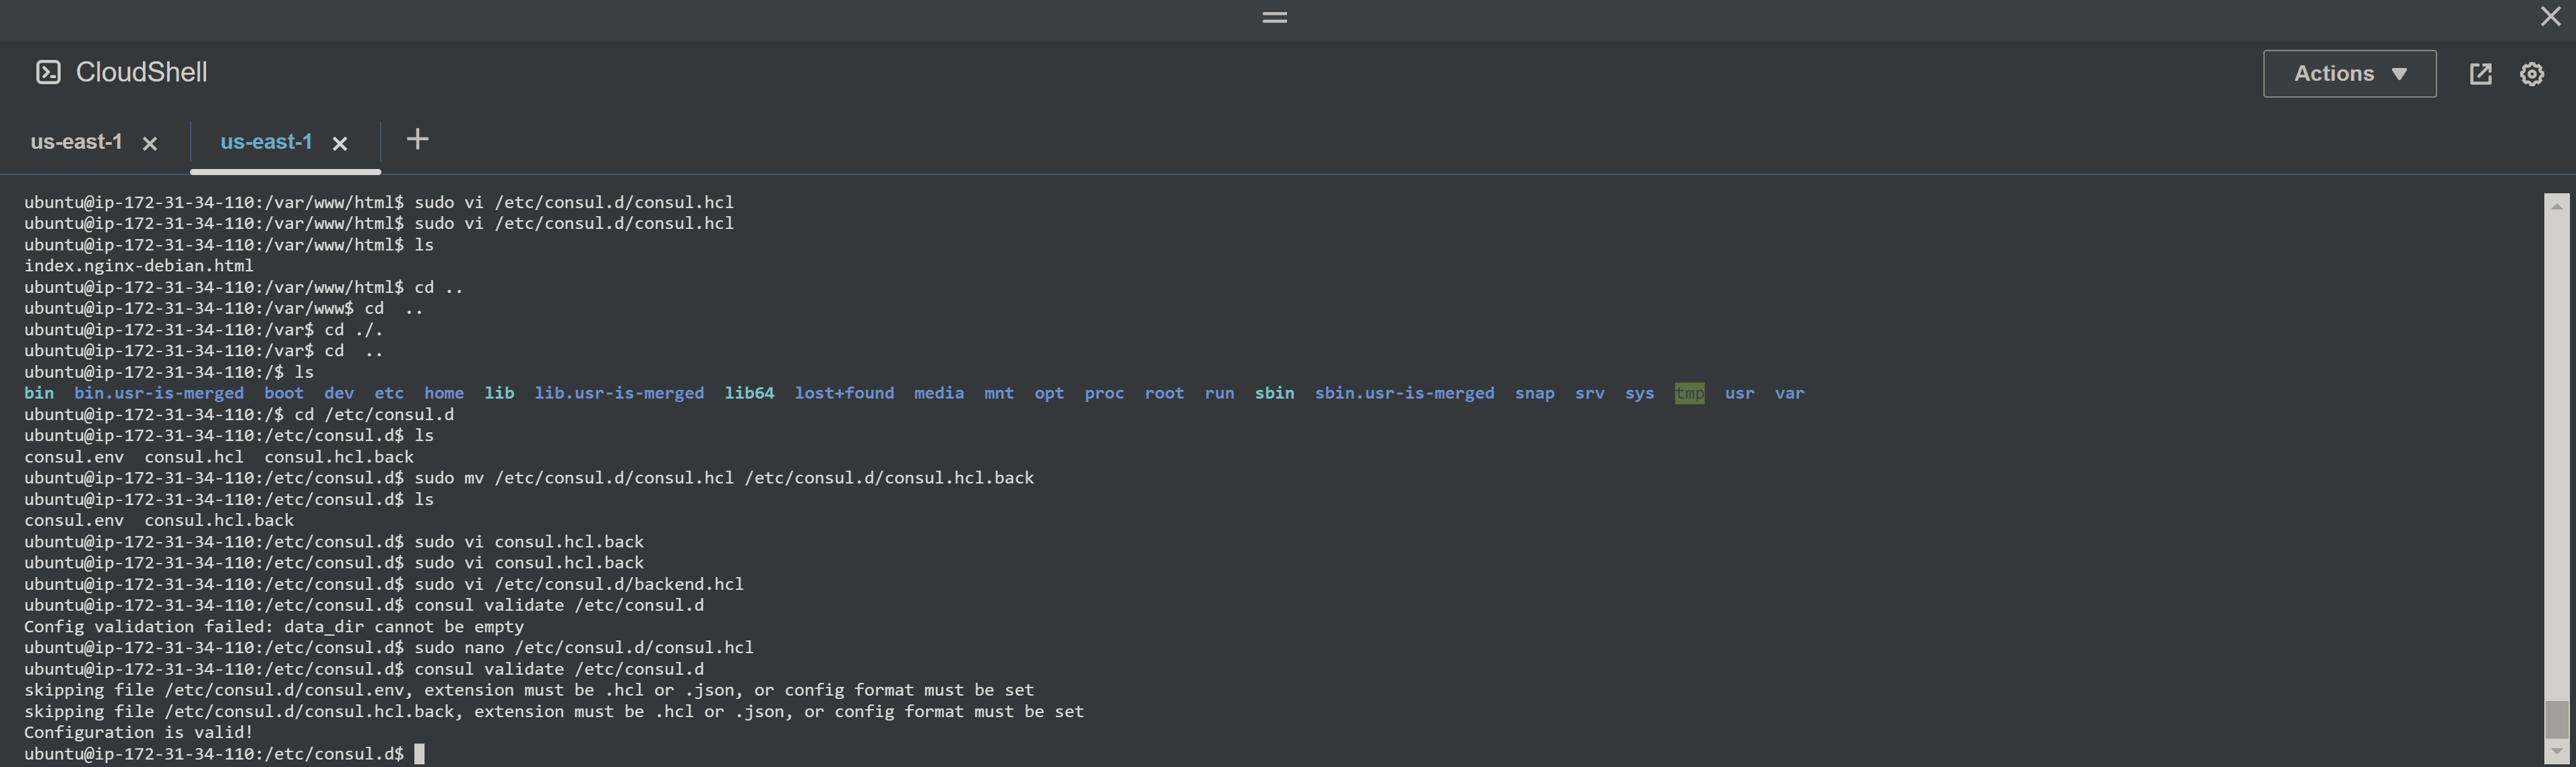 CloudShell
Actions ▼
us-east-1 × us-east-1 × +
ubuntu@ip-172-31-34-110:/var/www/html$ sudo vi /etc/consul.d/consul.hcl
ubuntu@ip-172-31-34-110:/var/www/html$ sudo vi /etc/consul.d/consul.hcl
ubuntu@ip-172-31-34-110:/var/www/html$ ls
index.nginx-debian.html
ubuntu@ip-172-31-34-110:/var/www/html$ cd ..
ubuntu@ip-172-31-34-110:/var/www$ cd  ..
ubuntu@ip-172-31-34-110:/var$ cd ./.
ubuntu@ip-172-31-34-110:/var$ cd  ..
ubuntu@ip-172-31-34-110:/$ ls
bin  bin.usr-is-merged  boot  dev  etc  home  lib  lib.usr-is-merged  lib64  lost+found  media  mnt  opt  proc  root  run  sbin  sbin.usr-is-merged  snap  srv  sys  tmp  usr  var
ubuntu@ip-172-31-34-110:/$ cd /etc/consul.d
ubuntu@ip-172-31-34-110:/etc/consul.d$ ls
consul.env  consul.hcl  consul.hcl.back
ubuntu@ip-172-31-34-110:/etc/consul.d$ sudo mv /etc/consul.d/consul.hcl /etc/consul.d/consul.hcl.back
ubuntu@ip-172-31-34-110:/etc/consul.d$ ls
consul.env  consul.hcl.back
ubuntu@ip-172-31-34-110:/etc/consul.d$ sudo vi consul.hcl.back
ubuntu@ip-172-31-34-110:/etc/consul.d$ sudo vi consul.hcl.back
ubuntu@ip-172-31-34-110:/etc/consul.d$ sudo vi /etc/consul.d/backend.hcl
ubuntu@ip-172-31-34-110:/etc/consul.d$ consul validate /etc/consul.d
Config validation failed: data_dir cannot be empty
ubuntu@ip-172-31-34-110:/etc/consul.d$ sudo nano /etc/consul.d/consul.hcl
ubuntu@ip-172-31-34-110:/etc/consul.d$ consul validate /etc/consul.d
skipping file /etc/consul.d/consul.env, extension must be .hcl or .json, or config format must be set
skipping file /etc/consul.d/consul.hcl.back, extension must be .hcl or .json, or config format must be set
Configuration is valid!
ubuntu@ip-172-31-34-110:/etc/consul.d$